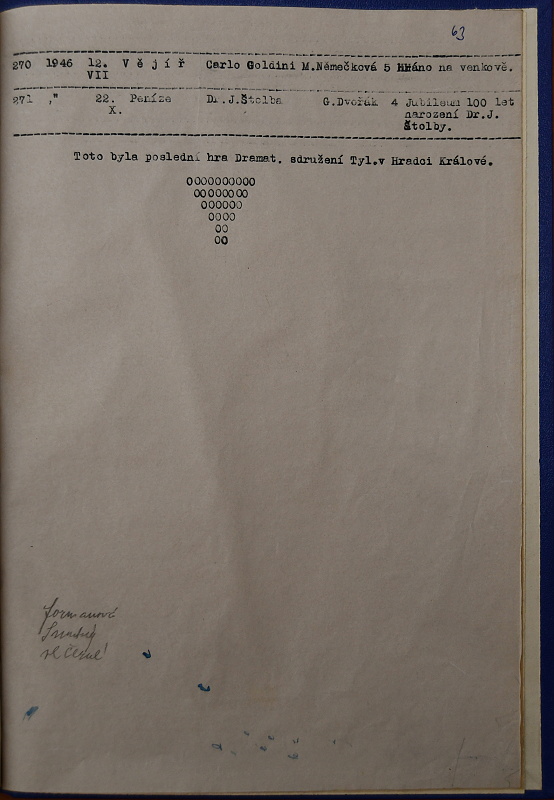 63
270 1946 12. V ě j í ř Carlo Goldini M.Němečková 5 Hráno na venkově.
VII
271 ,," 22. Peníze Dr.J.Štolba G.Dvořák 4 Jubileum 100 let
X. narození Dr.J.
Štolby.
Toto byla poslední hra Dramat. sdružení Tyl.v Hradci Králové.
0000000000
00000000
000000
0000
00
00